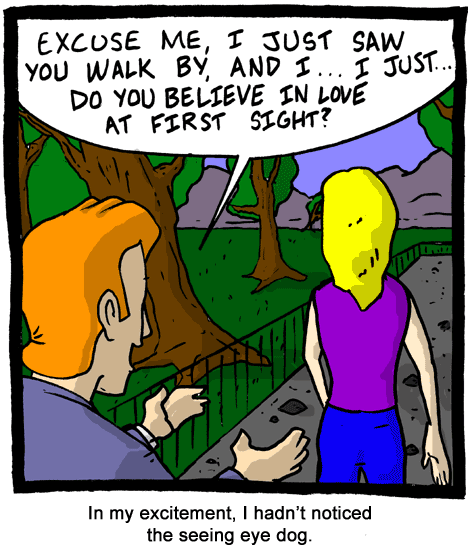 EXCUSE ME, I JUST SAW
YOU WALK BY, AND I... I JUST...
DO YOU BELIEVE IN LOVE
AT FIRST SIGHT?
In my excitement, I hadn't noticed
the seeing eye dog.